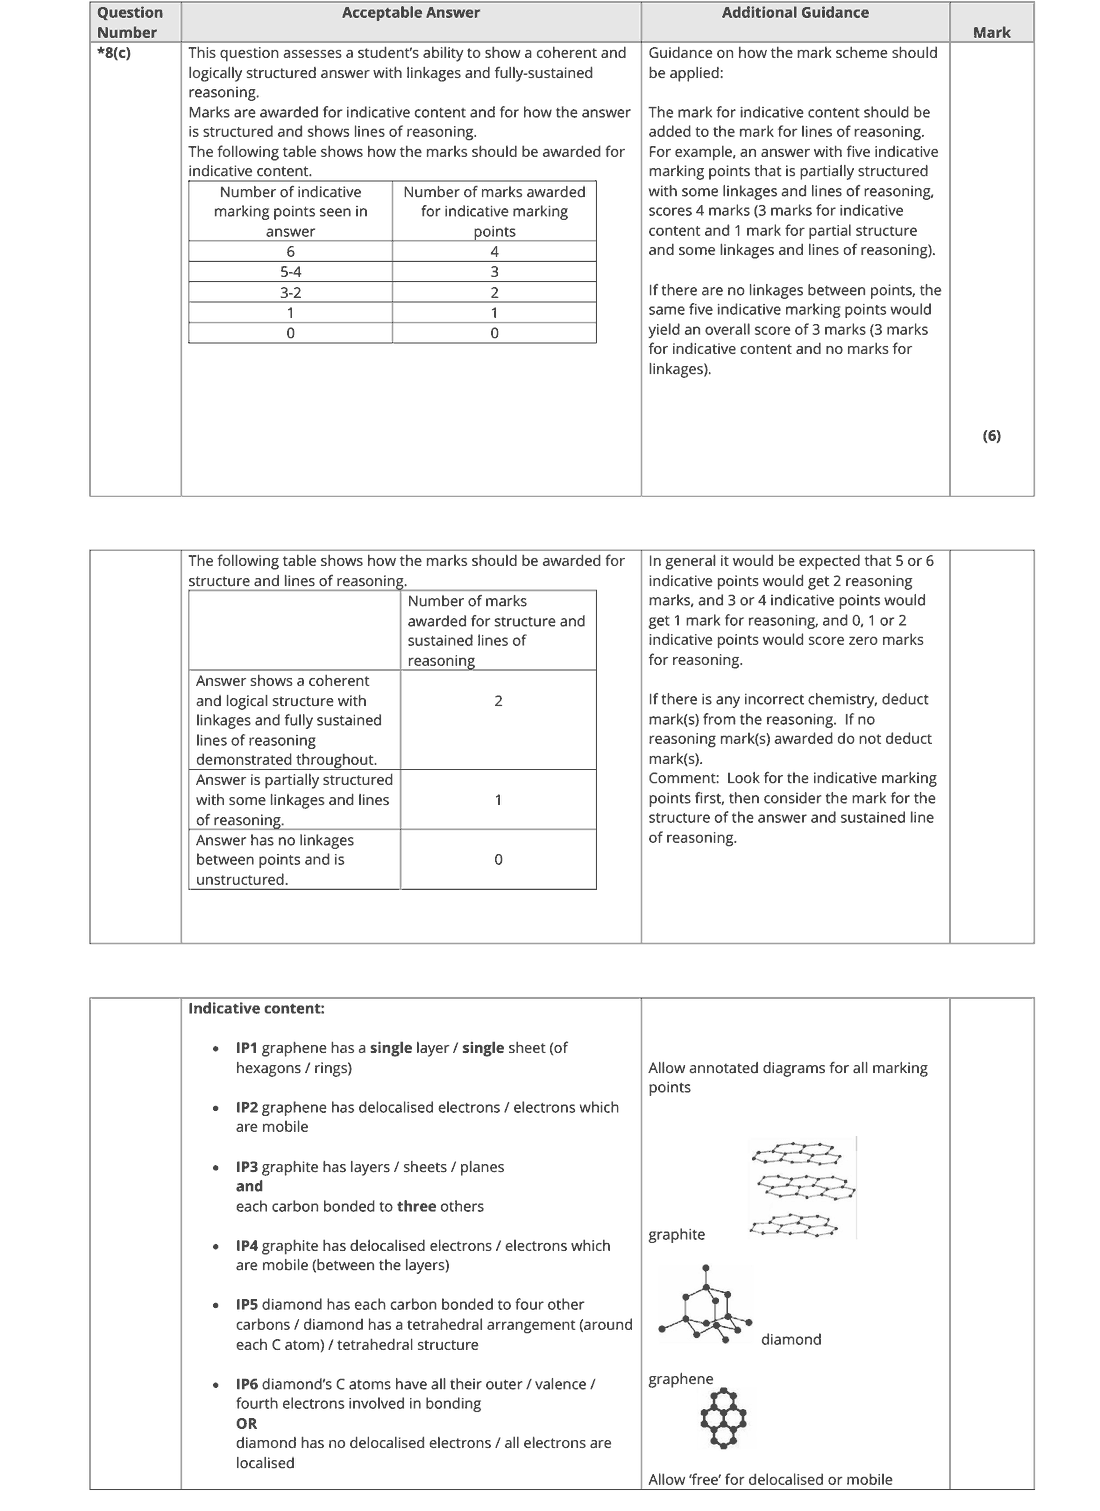 Question Number
Acceptable Answer
Additional Guidance
Mark
*8(c)
This question assesses a student's ability to show a coherent and
logically structured answer with linkages and fully-sustained
reasoning.
Marks are awarded for indicative content and for how the answer
is structured and shows lines of reasoning.
The following table shows how the marks should be awarded for
indicative content.
Number of indicative
marking points seen in
answer
Number of marks awarded
for indicative marking
points
6 4
5-4 3
3-2 2
1 1
0 0
Guidance on how the mark scheme should
be applied:
The mark for indicative content should be
added to the mark for lines of reasoning.
For example, an answer with five indicative
marking points that is partially structured
with some linkages and lines of reasoning,
scores 4 marks (3 marks for indicative
content and 1 mark for partial structure
and some linkages and lines of reasoning).
If there are no linkages between points, the
same five indicative marking points would
yield an overall score of 3 marks (3 marks
for indicative content and no marks for
linkages).
(6)
The following table shows how the marks should be awarded for
structure and lines of reasoning.
Number of marks
awarded for structure and
sustained lines of
reasoning
Answer shows a coherent
and logical structure with
linkages and fully sustained
lines of reasoning
demonstrated throughout.
2
Answer is partially structured
with some linkages and lines
of reasoning.
1
Answer has no linkages
between points and is
unstructured.
0
In general it would be expected that 5 or 6
indicative points would get 2 reasoning
marks, and 3 or 4 indicative points would
get 1 mark for reasoning, and 0, 1 or 2
indicative points would score zero marks
for reasoning.
If there is any incorrect chemistry, deduct
mark(s) from the reasoning. If no
reasoning mark(s) awarded do not deduct
mark(s).
Comment: Look for the indicative marking
points first, then consider the mark for the
structure of the answer and sustained line
of reasoning.
Indicative content:
• IP1 graphene has a single layer / single sheet (of
hexagons / rings)
• IP2 graphene has delocalised electrons / electrons which
are mobile
• IP3 graphite has layers / sheets / planes
and
each carbon bonded to three others
• IP4 graphite has delocalised electrons / electrons which
are mobile (between the layers)
• IP5 diamond has each carbon bonded to four other
carbons / diamond has a tetrahedral arrangement (around
each C atom) / tetrahedral structure
• IP6 diamond's C atoms have all their outer / valence /
fourth electrons involved in bonding
OR
diamond has no delocalised electrons / all electrons are
localised
Allow annotated diagrams for all marking
points
graphite
diamond
graphene
Allow 'free' for delocalised or mobile